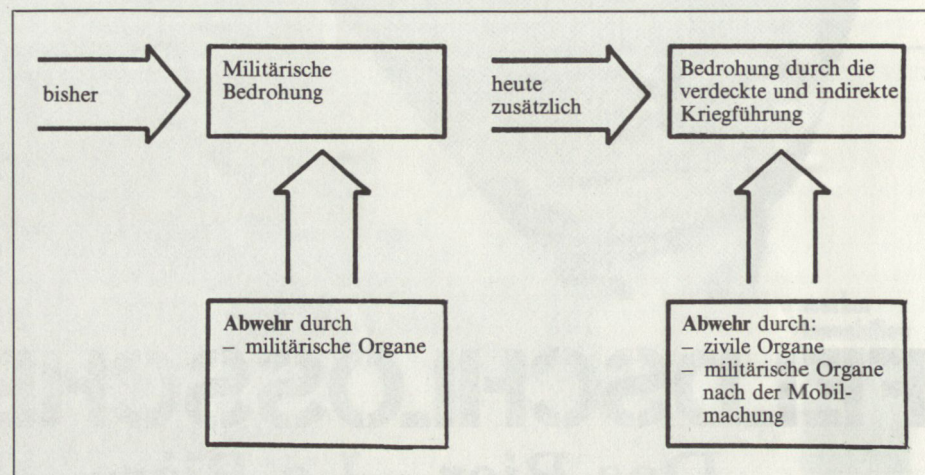 bisher
Militärische
Bedrohung
heute
zusätzlich
Bedrohung durch die
verdeckte und indirekte
Kriegführung
Abwehr durch
– militärische Organe
Abwehr durch:
– zivile Organe
– militärische Organe
nach der Mobil-
machung